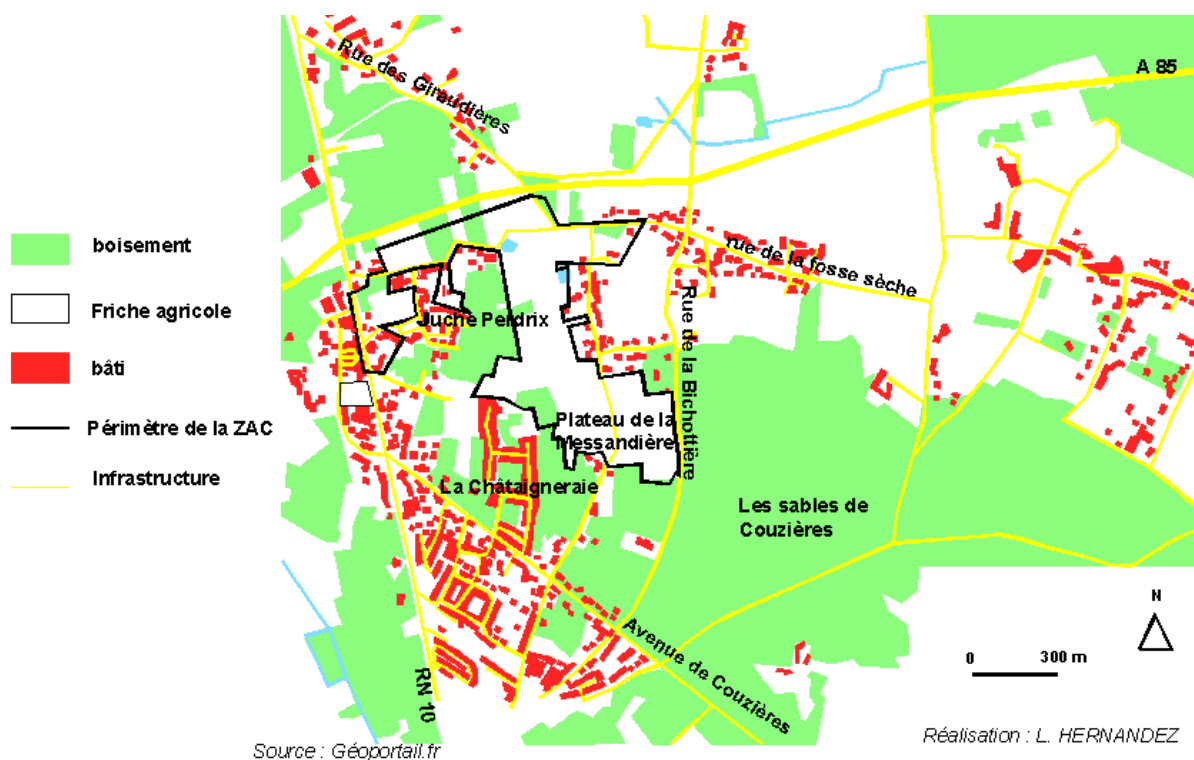 Rue des Giraudières
A 85
boisement
Friche agricole
bâti
Périmètre de la ZAC
Infrastructure
rue de la fosse sèche
Juche Perdrix
Rue de la Bichottière
Plateau de la
Messandière
La Châtaigneraie
Les sables de
Couzières
Avenue de Couzières
RN 10
N
0 300 m
Source : Géoportail.fr
Réalisation : L. HERNANDEZ